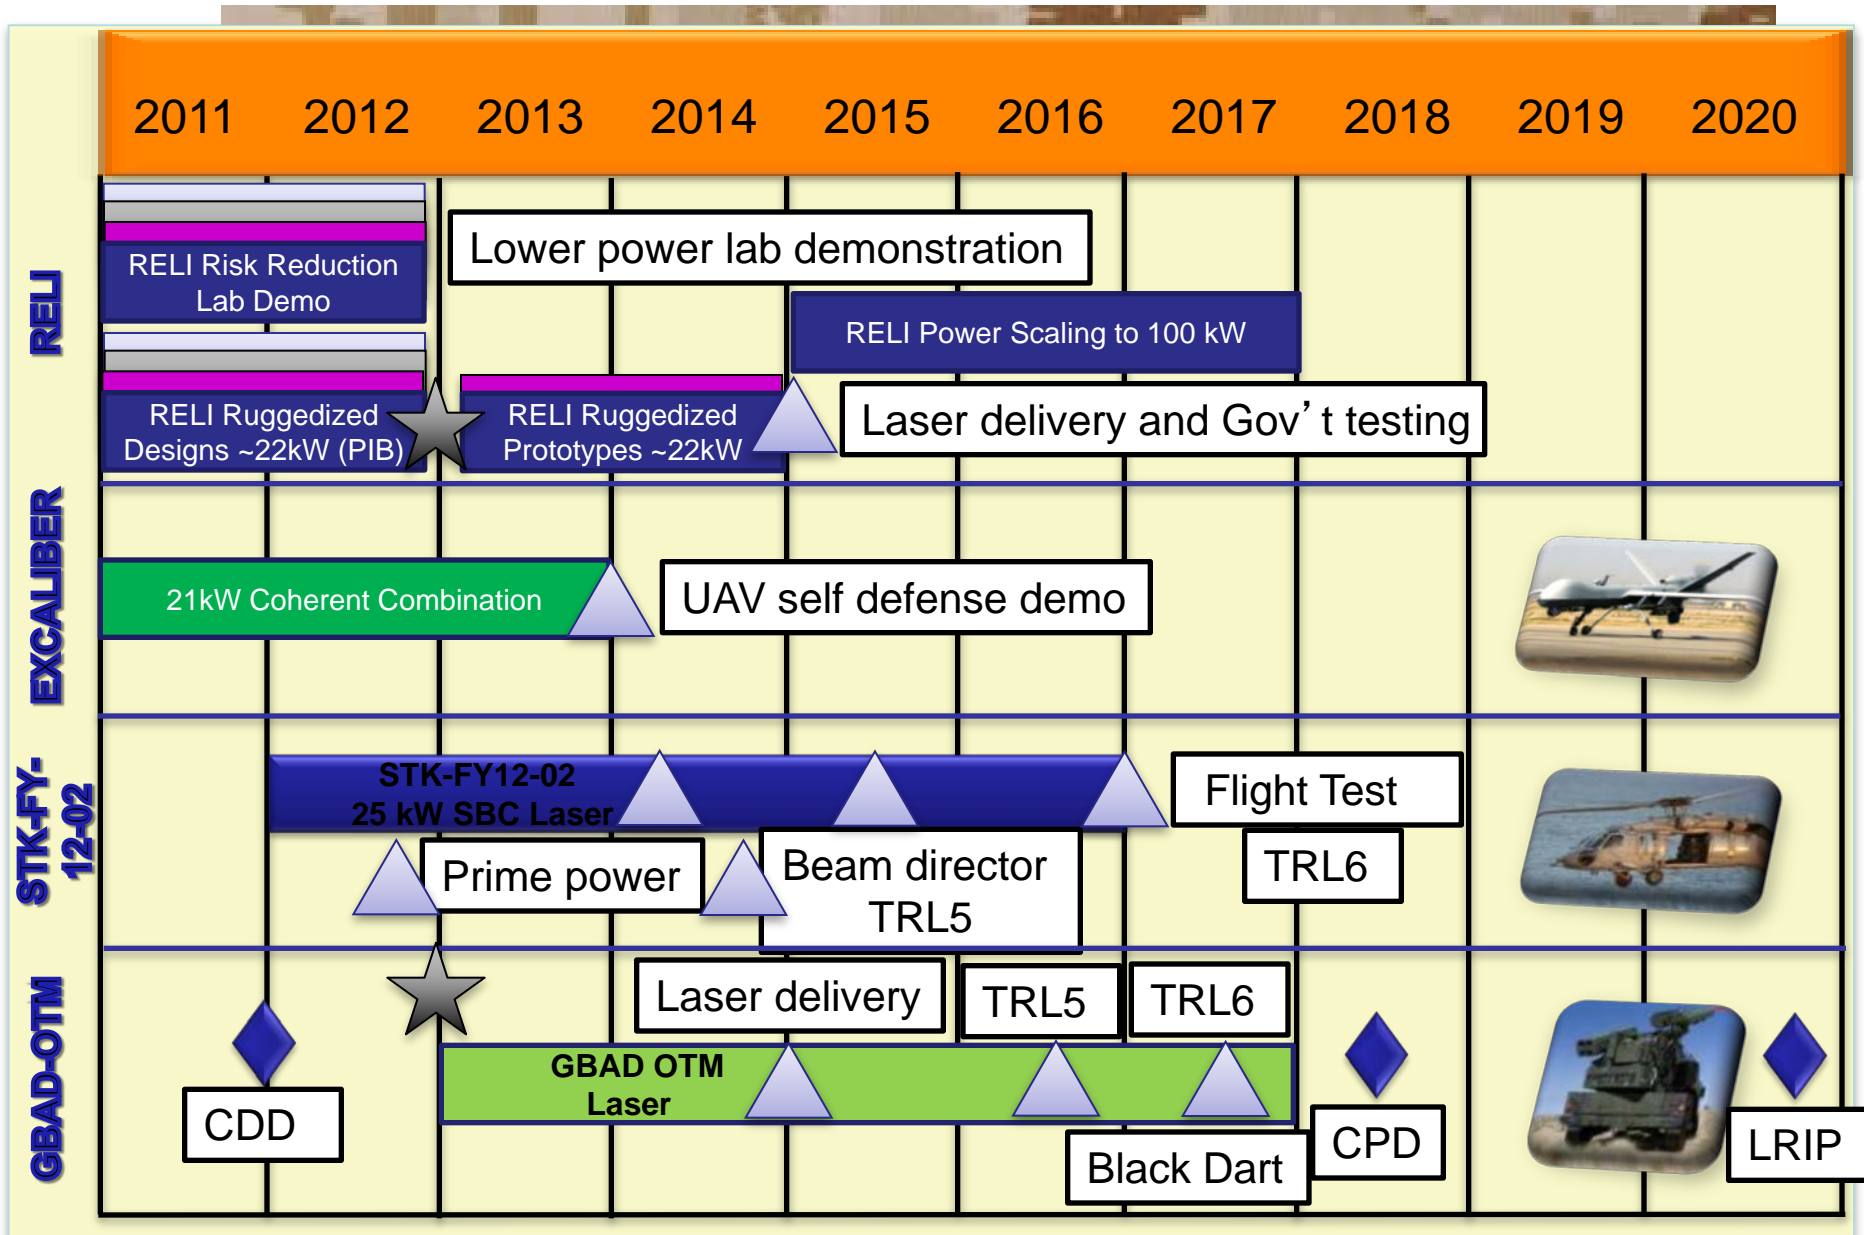 2011 2012 2013 2014 2015 2016 2017 2018 2019 2020
RELI
RELI Risk Reduction
Lab Demo
Lower power lab demonstration
RELI Power Scaling to 100 kW
RELI Ruggedized
Designs ~22kW (PIB)
RELI Ruggedized
Prototypes ~22kW
Laser delivery and Gov’ t testing
EXCALIBER
21kW Coherent Combination
UAV self defense demo
STK-FY-
12-02
STK-FY12-02
25 kW SBC Laser
Flight Test
Prime power
Beam director
TRL5
TRL6
GBAD-OTM
Laser delivery
TRL5
TRL6
GBAD OTM
Laser
CDD
Black Dart
CPD
LRIP